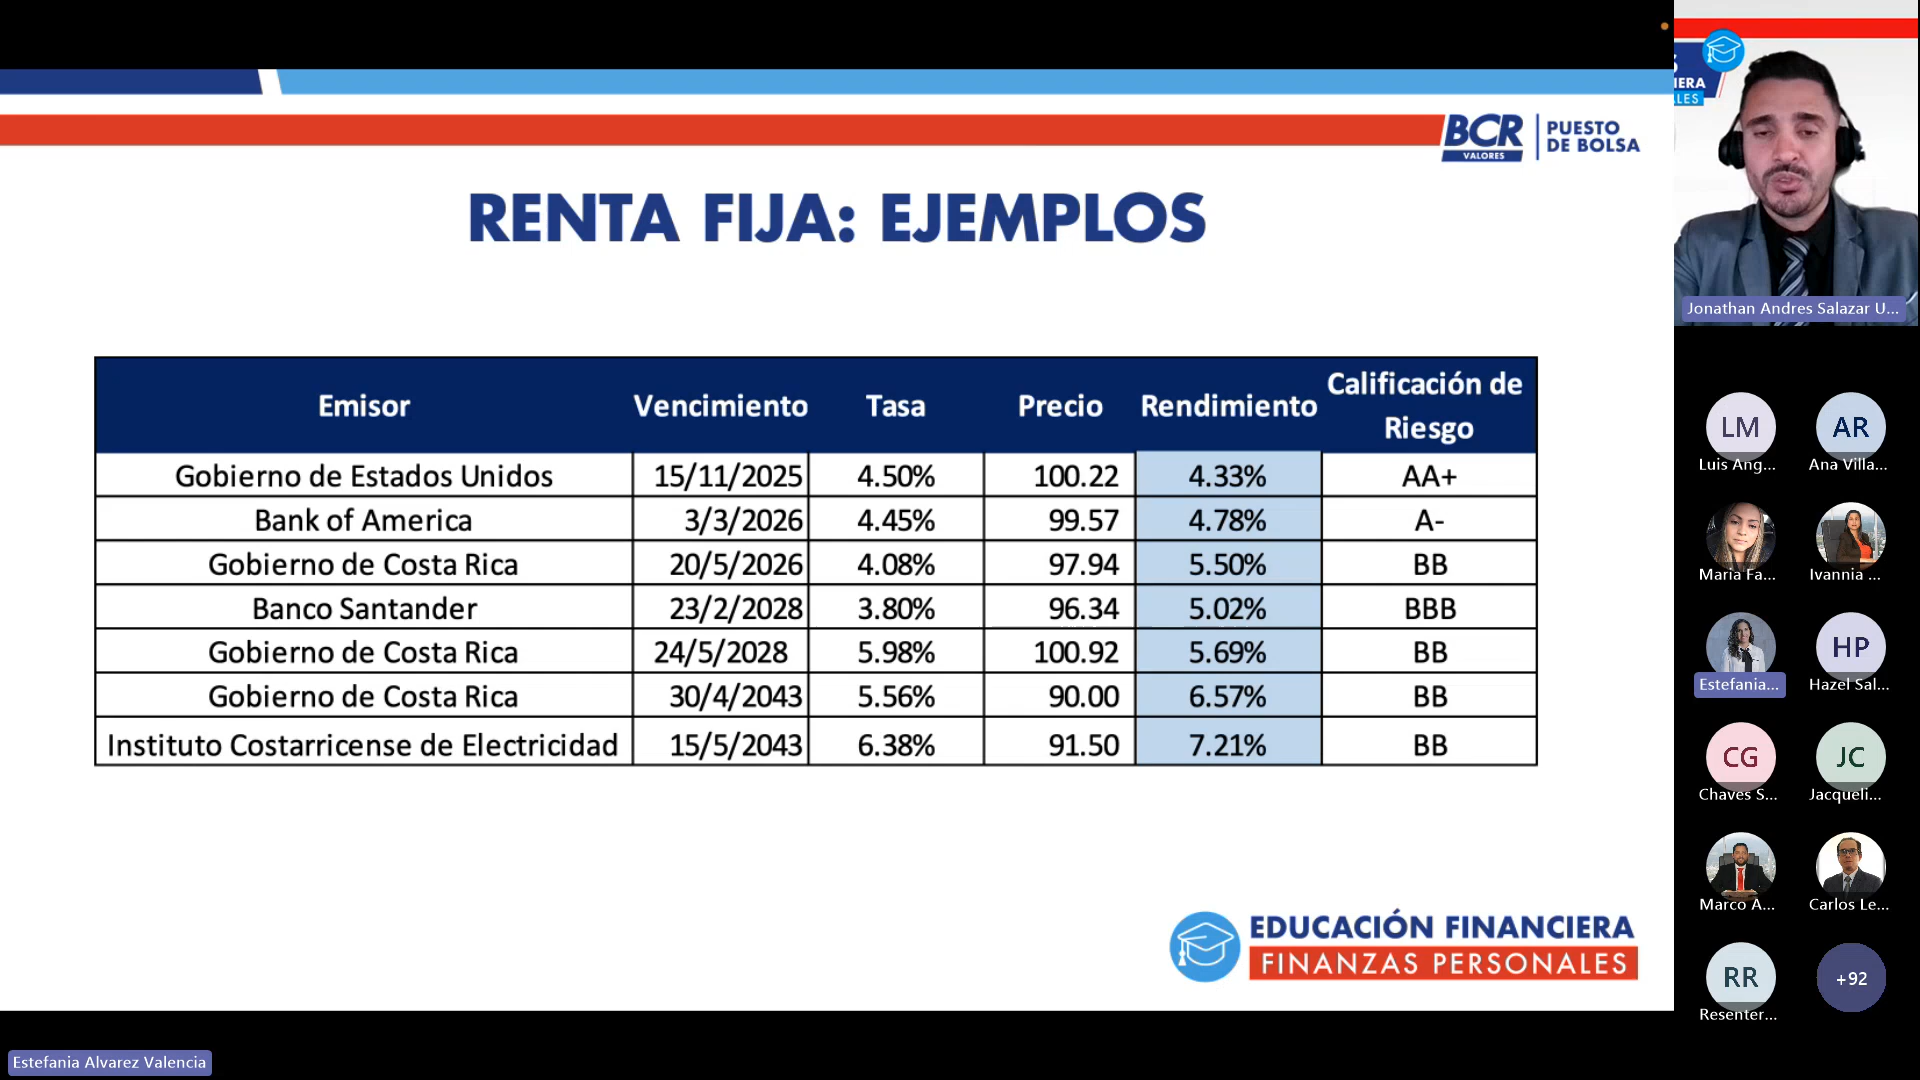 BCR
VALORES
PUESTO
DE BOLSA
RENTA FIJA: EJEMPLOS
Emisor Vencimiento Tasa Precio Rendimiento Calificación de Riesgo
Gobierno de Estados Unidos 15/11/2025 4.50% 100.22 4.33% AA+
Bank of America 3/3/2026 4.45% 99.57 4.78% A-
Gobierno de Costa Rica 20/5/2026 4.08% 97.94 5.50% BB
Banco Santander 23/2/2028 3.80% 96.34 5.02% BBB
Gobierno de Costa Rica 24/5/2028 5.98% 100.92 5.69% BB
Gobierno de Costa Rica 30/4/2043 5.56% 90.00 6.57% BB
Instituto Costarricense de Electricidad 15/5/2043 6.38% 91.50 7.21% BB
EDUCACIÓN FINANCIERA
FINANZAS PERSONALES
Estefania Alvarez Valencia
S
IERA
LES
Jonathan Andres Salazar U...
LM AR
Luis Ang... Ana Villa...
Maria Fa... Ivannia ...
HP
Estefania... Hazel Sal...
CG JC
Chaves S... Jacqueli...
Marco A... Carlos Le...
RR +92
Resenter...